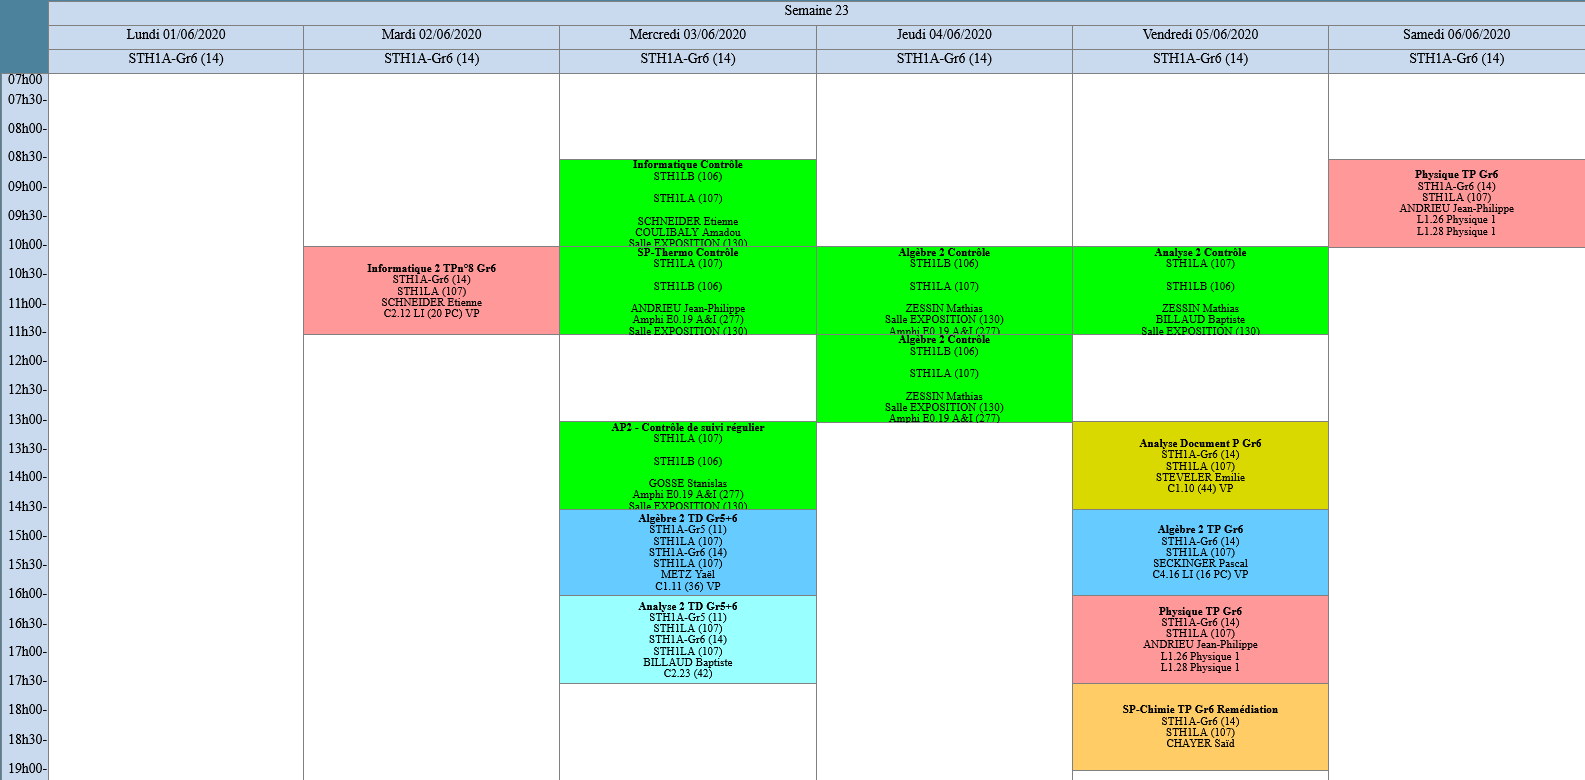 Semaine 23
Lundi 01/06/2020
Mardi 02/06/2020
Mercredi 03/06/2020
Jeudi 04/06/2020
Vendredi 05/06/2020
Samedi 06/06/2020
STH1A-Gr6 (14)
STH1A-Gr6 (14)
STH1A-Gr6 (14)
STH1A-Gr6 (14)
STH1A-Gr6 (14)
STH1A-Gr6 (14)
07h00
07h30-
08h00-
08h30-
09h00-
09h30-
10h00-
10h30-
11h00-
11h30-
12h00-
12h30-
13h00-
13h30-
14h00-
14h30-
15h00-
15h30-
16h00-
16h30-
17h00-
17h30-
18h00-
18h30-
19h00-
Informatique 2 TPn°8 Gr6
STH1A-Gr6 (14)
STH1LA (107)
SCHNEIDER Etienne
C2.12 LI (20 PC) VP
Informatique Contrôle
STH1LB (106)
STH1LA (107)
SCHNEIDER Etienne
COULIBALY Amadou
Salle EXPOSITION (130)
SP-Thermo Contrôle
STH1LA (107)
STH1LB (106)
ANDRIEU Jean-Philippe
Amphi E0.19 A&I (277)
Salle EXPOSITION (130)
AP2 - Contrôle de suivi régulier
STH1LA (107)
STH1LB (106)
GOSSE Stanislas
Amphi E0.19 A&I (277)
Salle EXPOSITION (130)
Algèbre 2 TD Gr5+6
STH1A-Gr5 (11)
STH1LA (107)
STH1A-Gr6 (14)
STH1LA (107)
METZ Yaël
C1.11 (36) VP
Analyse 2 TD Gr5+6
STH1A-Gr5 (11)
STH1LA (107)
STH1A-Gr6 (14)
STH1LA (107)
BILLAUD Baptiste
C2.23 (42)
Algèbre 2 Contrôle
STH1LB (106)
STH1LA (107)
ZESSIN Mathias
Salle EXPOSITION (130)
Amphi E0.19 A&I (277)
Algèbre 2 Contrôle
STH1LB (106)
STH1LA (107)
ZESSIN Mathias
Salle EXPOSITION (130)
Amphi E0.19 A&I (277)
Analyse 2 Contrôle
STH1LA (107)
STH1LB (106)
ZESSIN Mathias
BILLAUD Baptiste
Salle EXPOSITION (130)
Analyse Document P Gr6
STH1A-Gr6 (14)
STH1LA (107)
STEVELER Emilie
C1.10 (44) VP
Algèbre 2 TP Gr6
STH1A-Gr6 (14)
STH1LA (107)
SECKINGER Pascal
C4.16 LI (16 PC) VP
Physique TP Gr6
STH1A-Gr6 (14)
STH1LA (107)
ANDRIEU Jean-Philippe
L1.26 Physique 1
L1.28 Physique 1
SP-Chimie TP Gr6 Remédiation
STH1A-Gr6 (14)
STH1LA (107)
CHAYER Saïd
Physique TP Gr6
STH1A-Gr6 (14)
STH1LA (107)
ANDRIEU Jean-Philippe
L1.26 Physique 1
L1.28 Physique 1